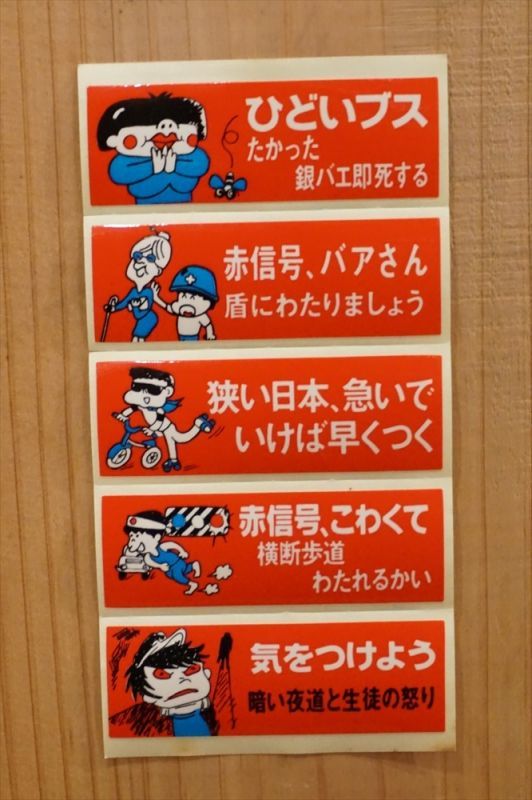 ひどいブス
たかった
銀バエ即死する
赤信号、バアさん
盾にわたりましょう
狭い日本、急いで
いけば早くつく
赤信号、こわくて
横断歩道
わたれるかい
気をつけよう
暗い夜道と生徒の怒り